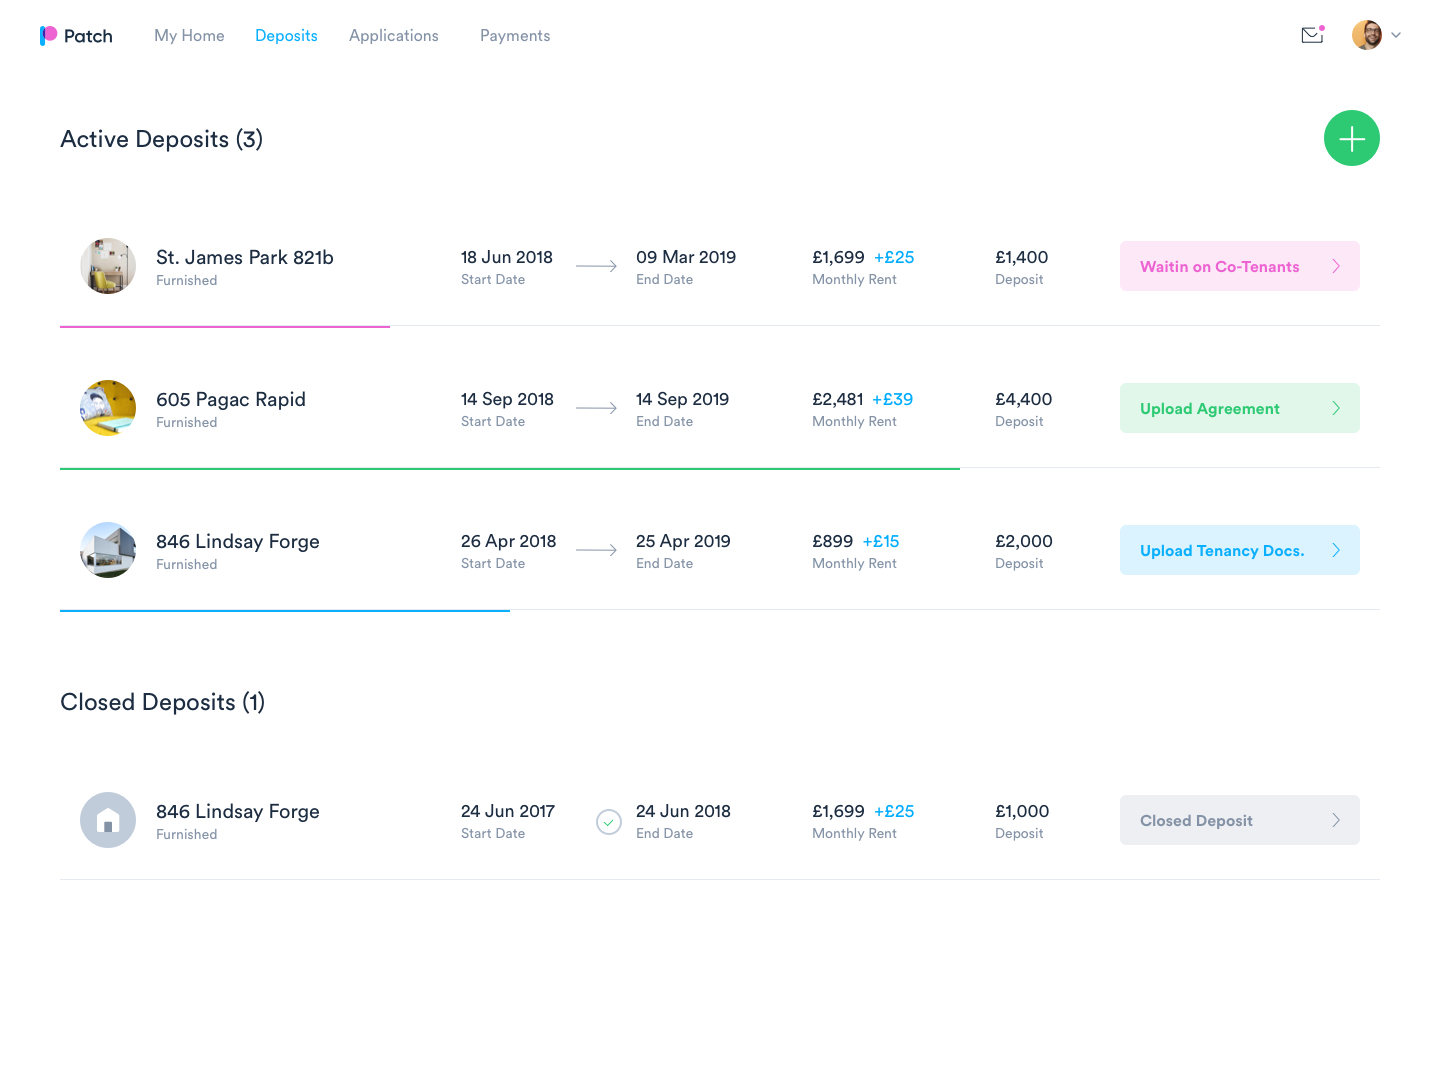 Patch My Home Deposits Applications Payments
Active Deposits (3)
St. James Park 821b 18 Jun 2018 09 Mar 2019 £1,699 +£25 £1,400 Waitin on Co-Tenants
Furnished Start Date End Date Monthly Rent Deposit
605 Pagac Rapid 14 Sep 2018 14 Sep 2019 £2,481 +£39 £4,400 Upload Agreement
Furnished Start Date End Date Monthly Rent Deposit
846 Lindsay Forge 26 Apr 2018 25 Apr 2019 £899 +£15 £2,000 Upload Tenancy Docs.
Furnished Start Date End Date Monthly Rent Deposit
Closed Deposits (1)
846 Lindsay Forge 24 Jun 2017 24 Jun 2018 £1,699 +£25 £1,000 Closed Deposit
Furnished Start Date End Date Monthly Rent Deposit